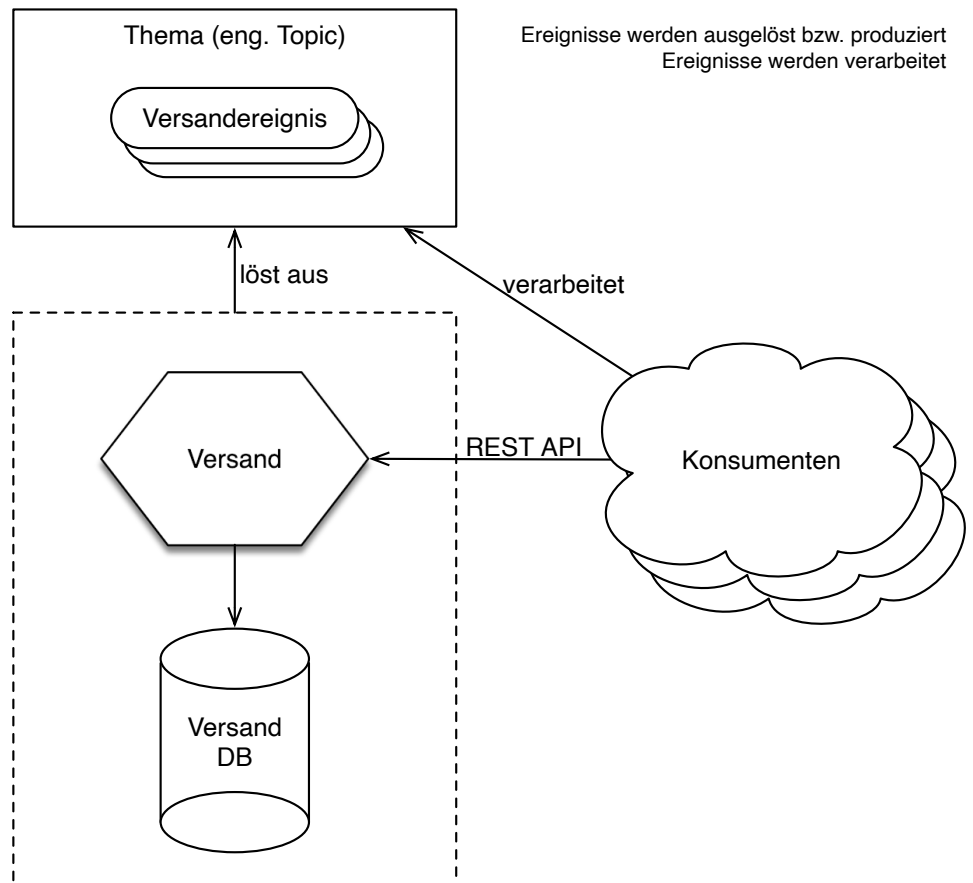 Thema (eng. Topic)
Ereignisse werden ausgelöst bzw. produziert
Ereignisse werden verarbeitet
Versandereignis
löst aus
verarbeitet
Versand
REST API
Konsumenten
Versand
DB